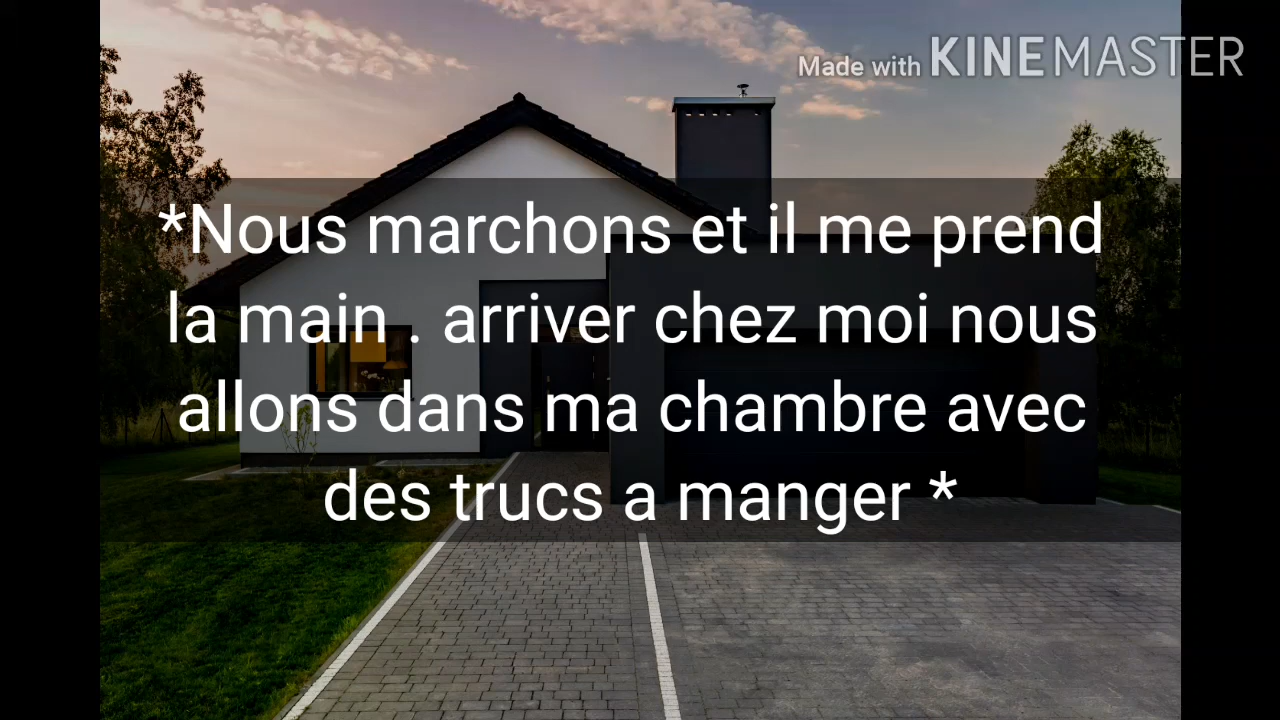 Made with KINEMASTER
*Nous marchons et il me prend
la main . arriver chez moi nous
allons dans ma chambre avec
des trucs a manger *